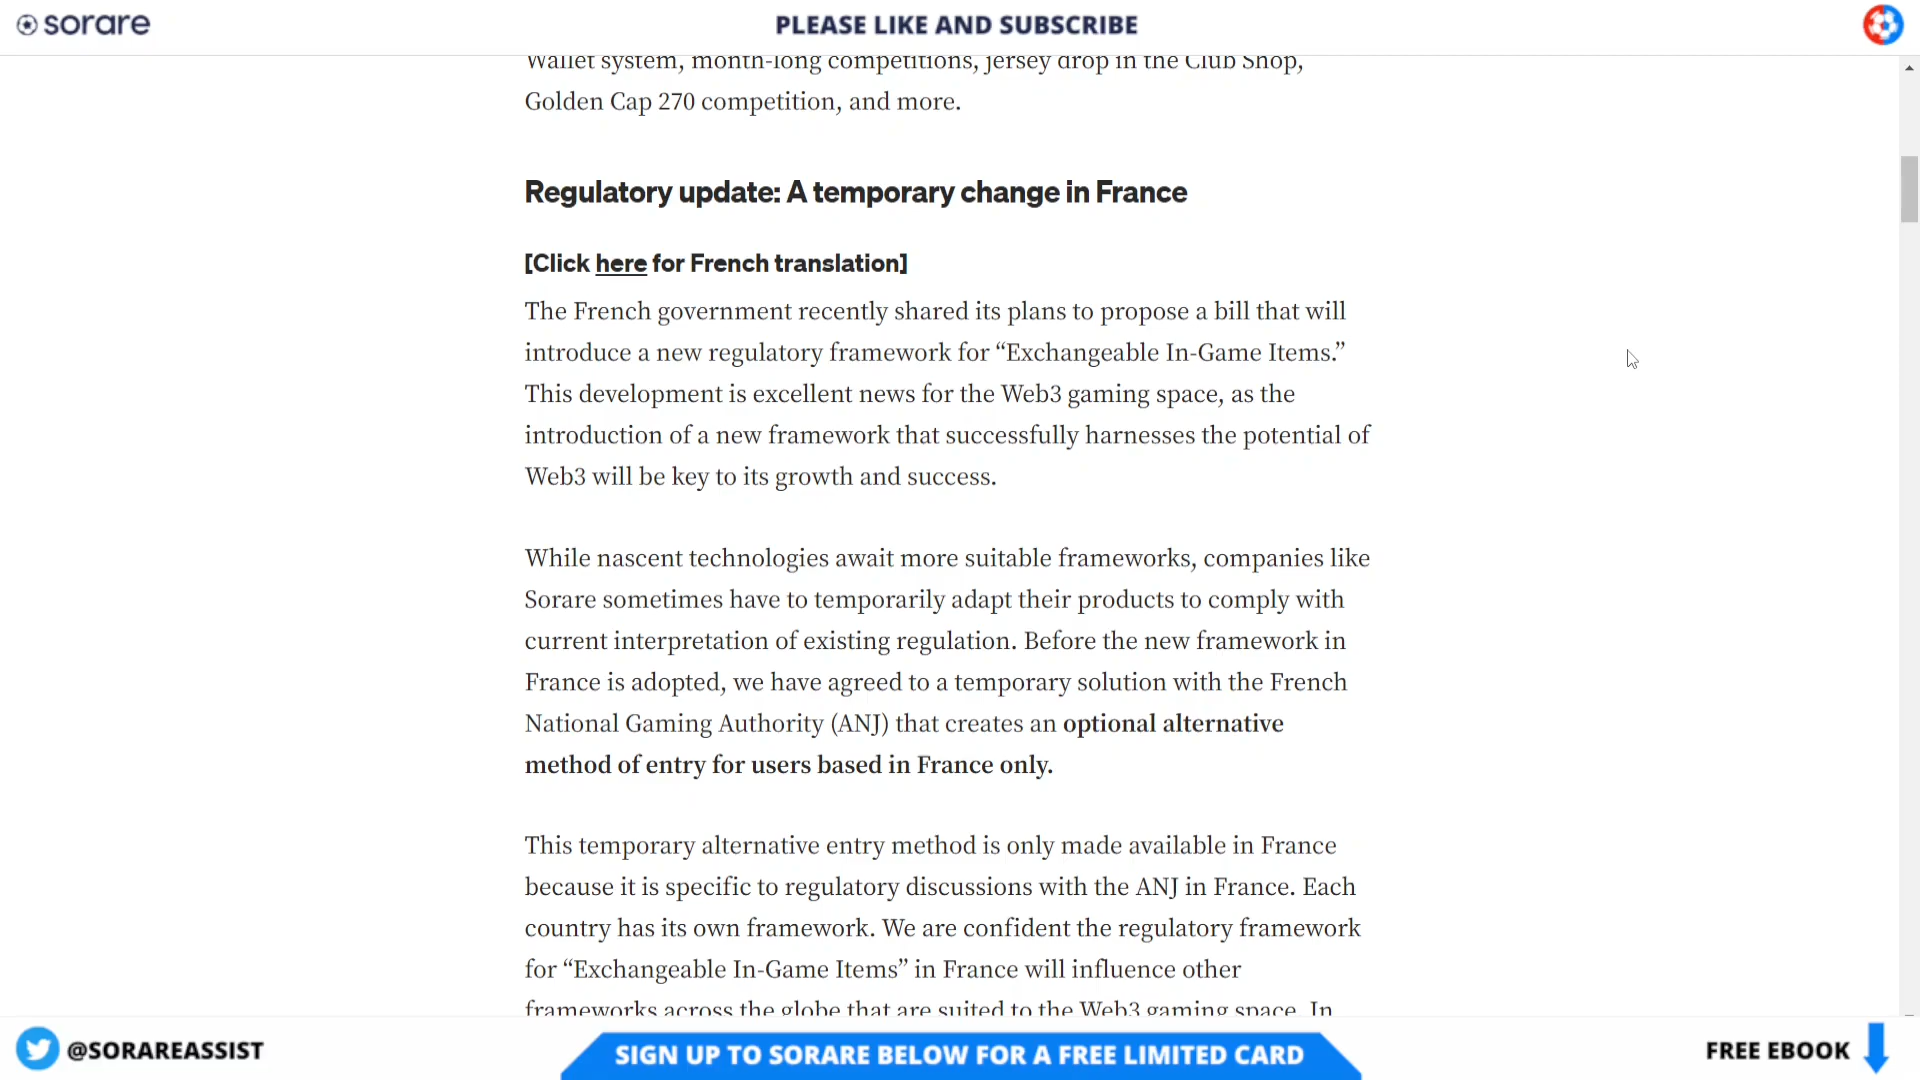 sorare
PLEASE LIKE AND SUBSCRIBE
Wallet system, month-long competitions, jersey drop in the Club Shop,
Golden Cap 270 competition, and more.
Regulatory update: A temporary change in France
[Click here for French translation]
The French government recently shared its plans to propose a bill that will
introduce a new regulatory framework for “Exchangeable In-Game Items.”
This development is excellent news for the Web3 gaming space, as the
introduction of a new framework that successfully harnesses the potential of
Web3 will be key to its growth and success.
While nascent technologies await more suitable frameworks, companies like
Sorare sometimes have to temporarily adapt their products to comply with
current interpretation of existing regulation. Before the new framework in
France is adopted, we have agreed to a temporary solution with the French
National Gaming Authority (ANJ) that creates an optional alternative
method of entry for users based in France only.
This temporary alternative entry method is only made available in France
because it is specific to regulatory discussions with the ANJ in France. Each
country has its own framework. We are confident the regulatory framework
for “Exchangeable In-Game Items” in France will influence other
frameworks across the globe that are suited to the Web3 gaming space. In
@SORAREASSIST
SIGN UP TO SORARE BELOW FOR A FREE LIMITED CARD
FREE EBOOK